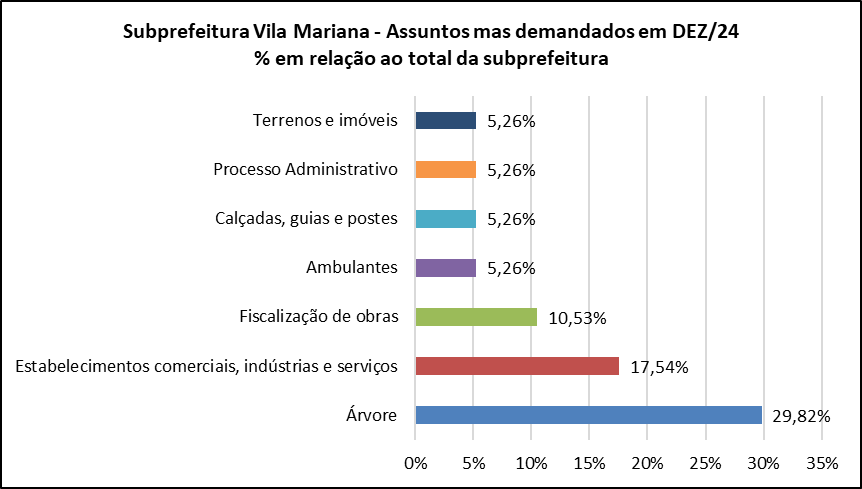 Subprefeitura Vila Mariana - Assuntos mas demandados em DEZ/24
% em relação ao total da subprefeitura
Terrenos e imóveis 5,26%
Processo Administrativo 5,26%
Calçadas, guias e postes 5,26%
Ambulantes 5,26%
Fiscalização de obras 10,53%
Estabelecimentos comerciais, indústrias e serviços 17,54%
Árvore 29,82%
0% 5% 10% 15% 20% 25% 30% 35%